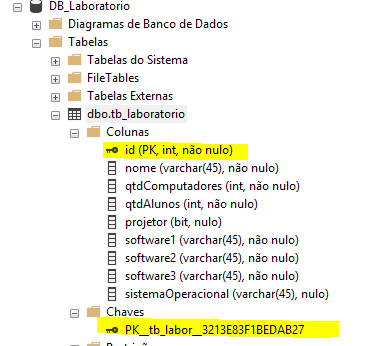 DB_Laboratorio
Diagramas de Banco de Dados
Tabelas
Tabelas do Sistema
FileTables
Tabelas Externas
dbo.tb_laboratorio
Colunas
id (PK, int, não nulo)
nome (varchar(45), não nulo)
qtdComputadores (int, não nulo)
qtdAlunos (int, não nulo)
projetor (bit, nulo)
software1 (varchar(45), não nulo)
software2 (varchar(45), não nulo)
software3 (varchar(45), não nulo)
sistemaOperacional (varchar(45), não nulo)
Chaves
PK__tb_labor__3213E83F1BEDAB27